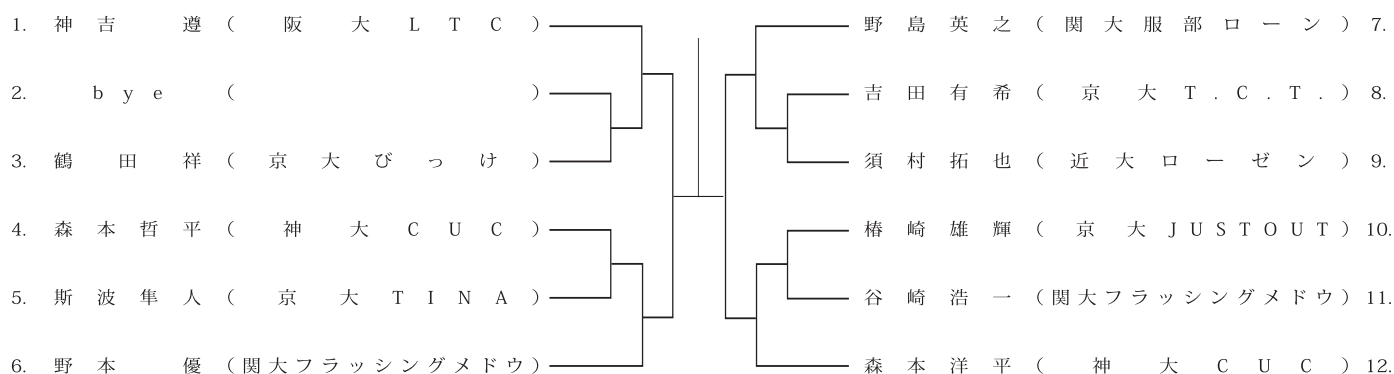 1. 神吉 遵(阪大LTC)
2. bye( )
3. 鶴田 祥(京大びっけ)
4. 森本哲平(神大CUC)
5. 斯波隼人(京大TINA)
6. 野本 優(関大フラッシングメドウ)
野島英之(関大服部ローン) 7.
吉田有希(京大T.C.T.) 8.
須村拓也(近大ローゼン) 9.
椿崎雄輝(京大JUSTOUT) 10.
谷崎浩一(関大フラッシングメドウ) 11.
森本洋平(神大CUC) 12.